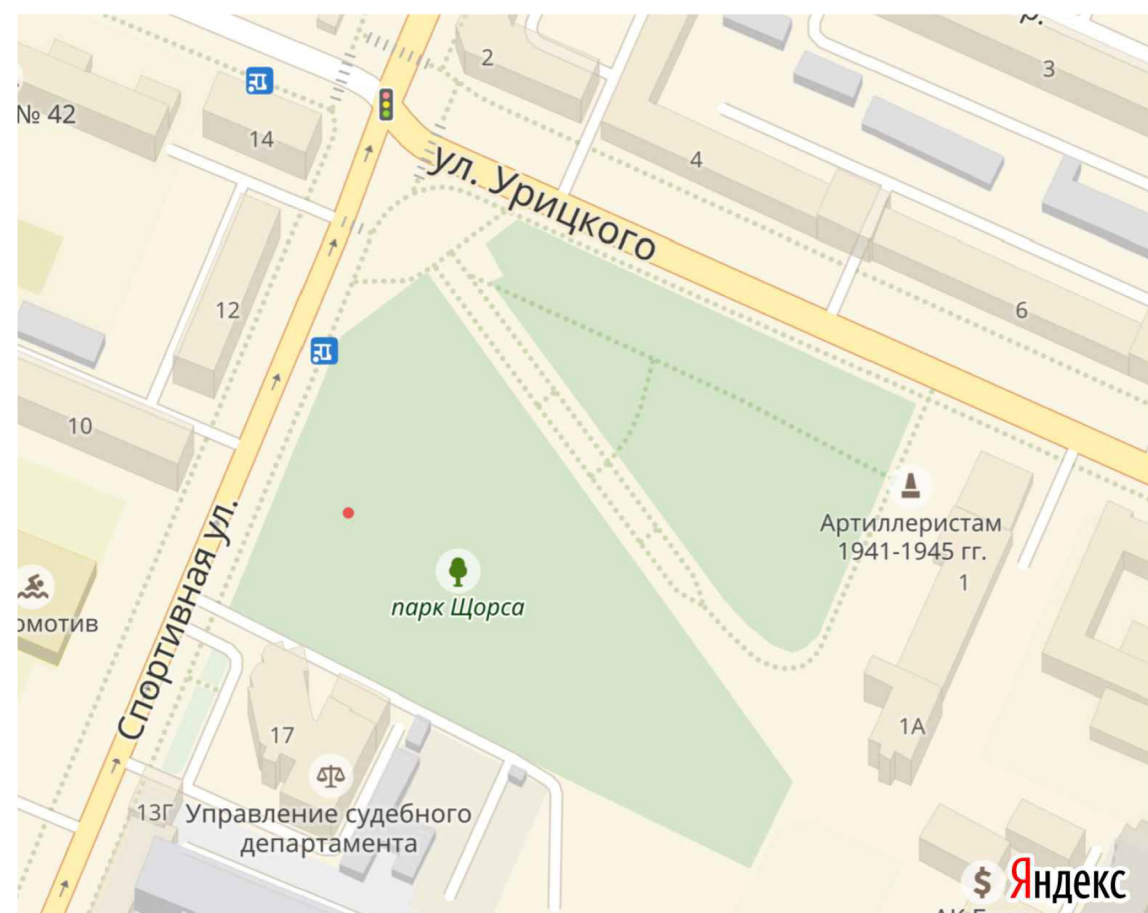 2
3
№ 42
14
4
ул. Урицкого
12
6
10
Артиллеристам
1941-1945 гг.
1
парк Щорса
Спортивная ул.
17
1А
13Г
Управление судебного
департамента
$
Яндекс